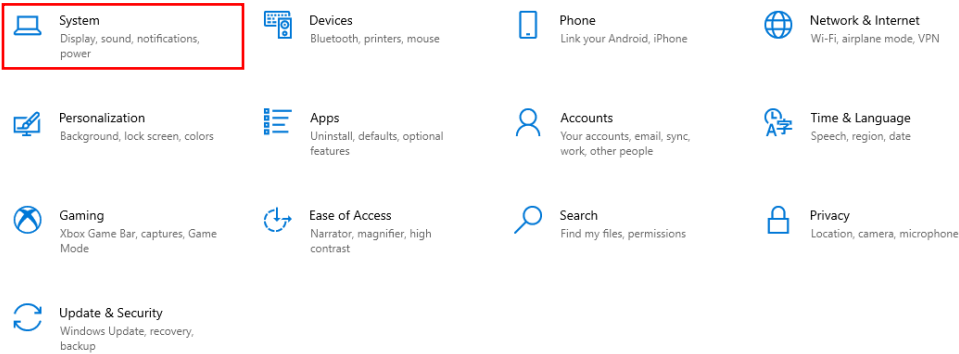 System
Display, sound, notifications,
power
Devices
Bluetooth, printers, mouse
Phone
Link your Android, iPhone
Network & Internet
Wi-Fi, airplane mode, VPN
Personalization
Background, lock screen, colors
Apps
Uninstall, defaults, optional
features
Accounts
Your accounts, email, sync,
work, other people
Time & Language
Speech, region, date
Gaming
Xbox Game Bar, captures, Game
Mode
Ease of Access
Narrator, magnifier, high
contrast
Search
Find my files, permissions
Privacy
Location, camera, microphone
Update & Security
Windows Update, recovery,
backup